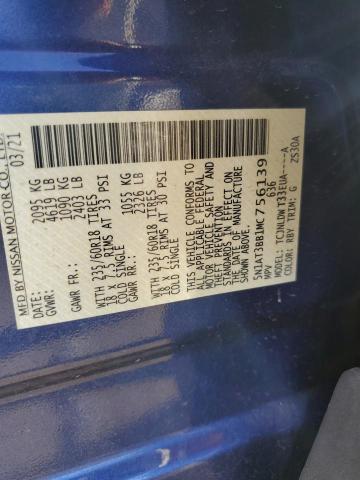 MFD BY NISSAN MOTOR CO., LTD.
03/21
GVWR: 2095 KG
4619 LB
GAWR FR: 1090 KG
2403 LB
WITH 235/60R18 TIRES
18 X 7.5 RIMS AT 33 PSI
COLD SINGLE
GAWR RR: 1055 KG
2326 LB
WITH 235/60R18 TIRES
18 X 7.5 RIMS AT 30 PSI
COLD SINGLE
THIS VEHICLE CONFORMS TO
ALL APPLICABLE FEDERAL
MOTOR VEHICLE SAFETY AND
THEFT PREVENTION
STANDARDS IN EFFECT ON
THE DATE OF MANUFACTURE
SHOWN ABOVE.
5N1AT3BB1MC756139
MPV 636
MODEL: TCJNLDWT33EUA----A
COLOR: RBY TRIM: G
ZS30A